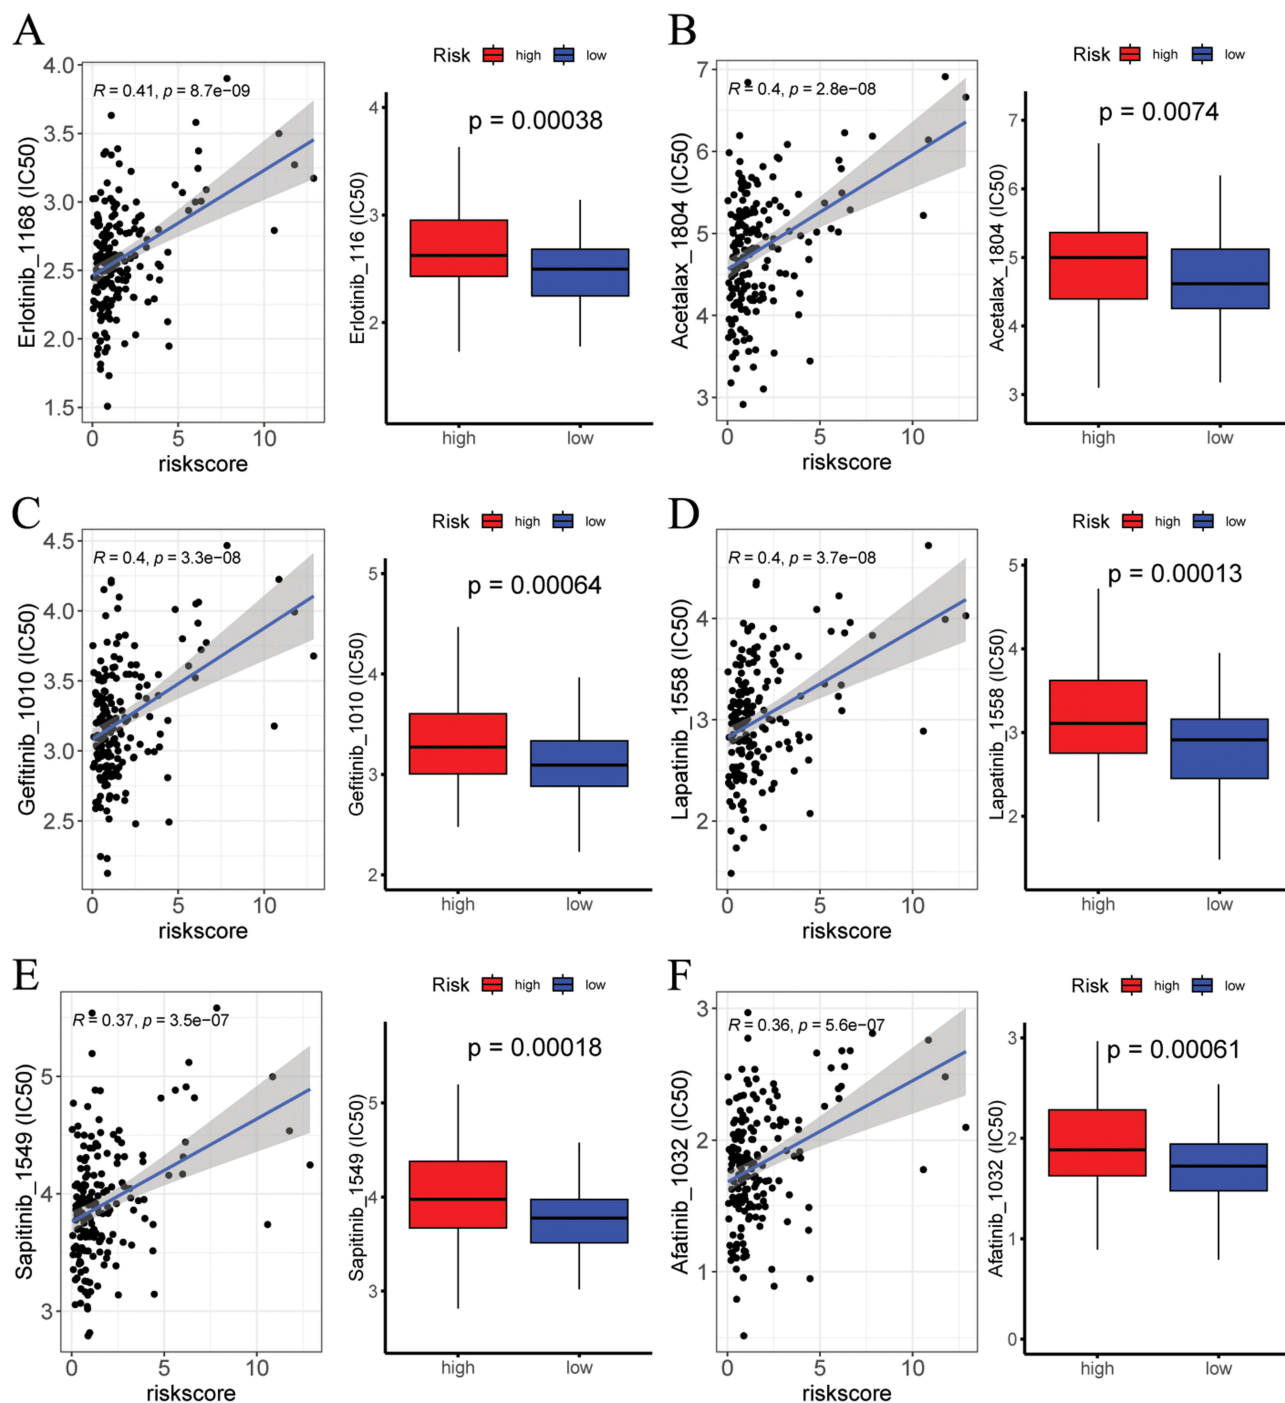 A
R = 0.41, p = 8.7e−09
4.0
3.5
3.0
2.5
2.0
1.5
0 5 10
riskscore
Erlotinib_1168 (IC50)
Risk high low
p = 0.00038
4
3
2
high low
Erlotinib_116 (IC50)
B
R = 0.4, p = 2.8e−08
7
6
5
4
3
0 5 10
riskscore
Acetalax_1804 (IC50)
Risk high low
p = 0.0074
7
6
5
4
3
high low
Acetalax_1804 (IC50)
C
R = 0.4, p = 3.3e−08
4.5
4.0
3.5
3.0
2.5
0 5 10
riskscore
Gefitinib_1010 (IC50)
Risk high low
p = 0.00064
5
4
3
2
high low
Gefitinib_1010 (IC50)
D
R = 0.4, p = 3.7e−08
4
3
2
0 5 10
riskscore
Lapatinib_1558 (IC50)
Risk high low
p = 0.00013
5
4
3
2
high low
Lapatinib_1558 (IC50)
E
R = 0.37, p = 3.5e−07
5
4
3
0 5 10
riskscore
Sapitinib_1549 (IC50)
Risk high low
p = 0.00018
5
4
3
high low
Sapitinib_1549 (IC50)
F
R = 0.36, p = 5.6e−07
3
2
1
0 5 10
riskscore
Afatinib_1032 (IC50)
Risk high low
p = 0.00061
3
2
1
0
high low
Afatinib_1032 (IC50)